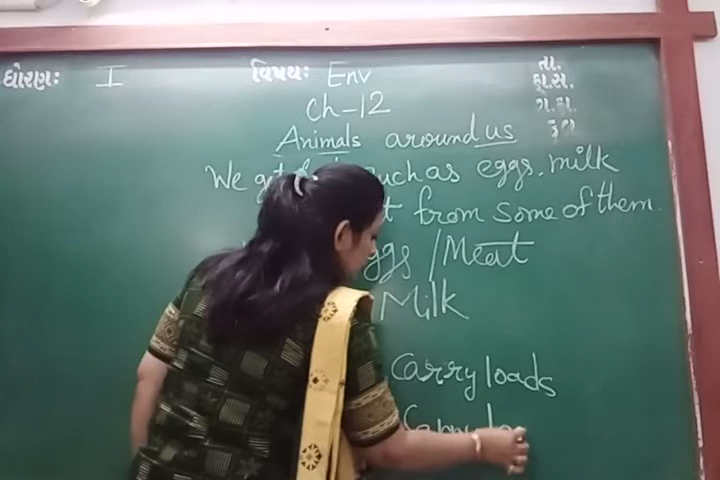 ધોરણઃ I વિષયઃ Env તા.
ક્રા.સ.
Ch-12 ગ.હા.
Animals around us કુલ
We such as eggs, milk
from some of them.
eggs / Meat
Milk
Carry loads
Carry